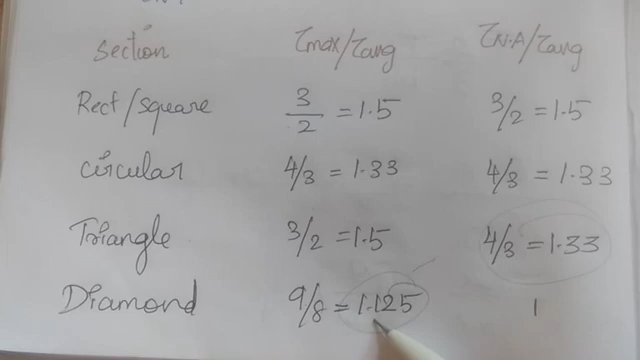 Section τmax/τavg τN.A/τavg
Rect/square 3/2 = 1.5 3/2 = 1.5
circular 4/3 = 1.33 4/3 = 1.33
Triangle 3/2 = 1.5 4/3 = 1.33
Diamond 9/8 = 1.125 1